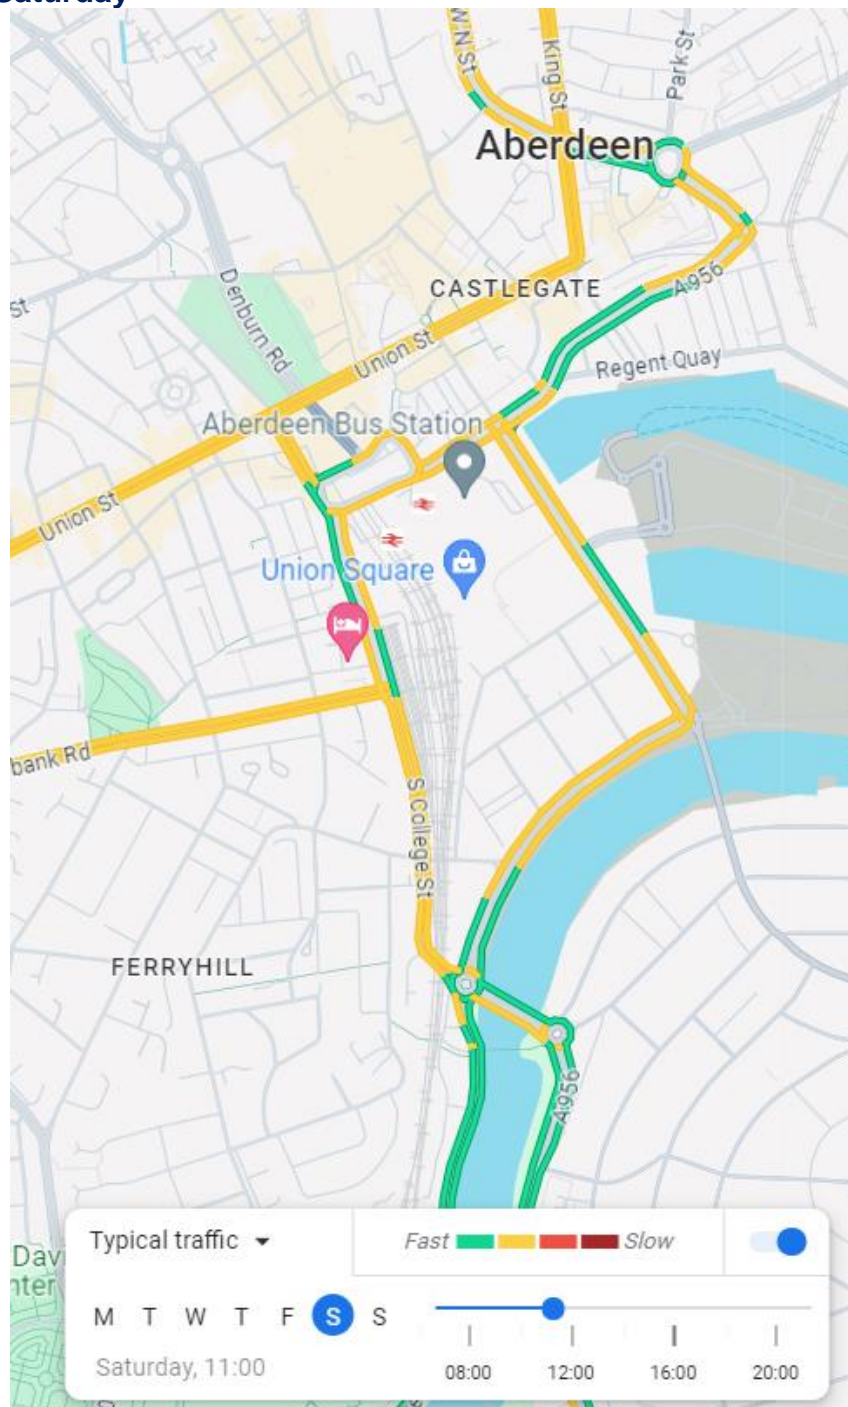 Saturday
W N St
King St
Park St
Aberdeen
Denburn Rd
CASTLEGATE
A956
St
Union St
Regent Quay
Aberdeen Bus Station
Union St
Union Square
bank Rd
S College St
FERRYHILL
A956
Typical traffic
Fast
Slow
Dav
nter
M T W T F S S
Saturday, 11:00
08:00 12:00 16:00 20:00